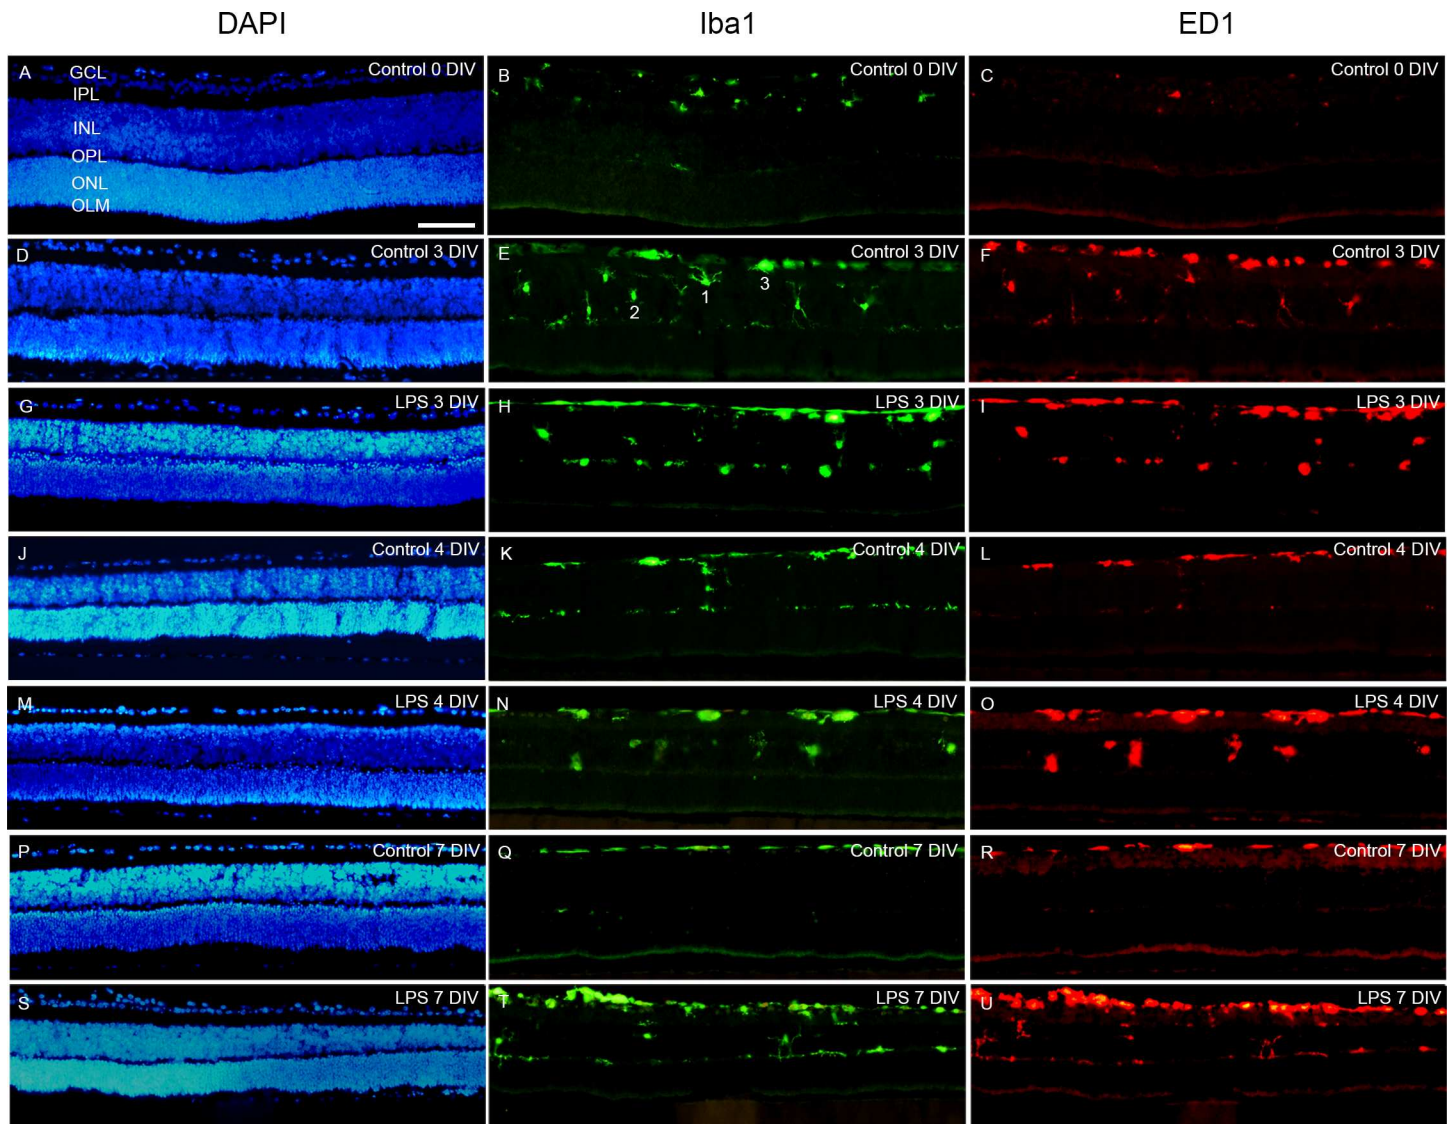 DAPI Iba1 ED1
A GCL Control 0 DIV B Control 0 DIV C Control 0 DIV
IPL
INL
OPL
ONL
OLM
D Control 3 DIV E Control 3 DIV F Control 3 DIV
1 3
2
G LPS 3 DIV H LPS 3 DIV I LPS 3 DIV
J Control 4 DIV K Control 4 DIV L Control 4 DIV
M LPS 4 DIV N LPS 4 DIV O LPS 4 DIV
P Control 7 DIV Q Control 7 DIV R Control 7 DIV
S LPS 7 DIV T LPS 7 DIV U LPS 7 DIV